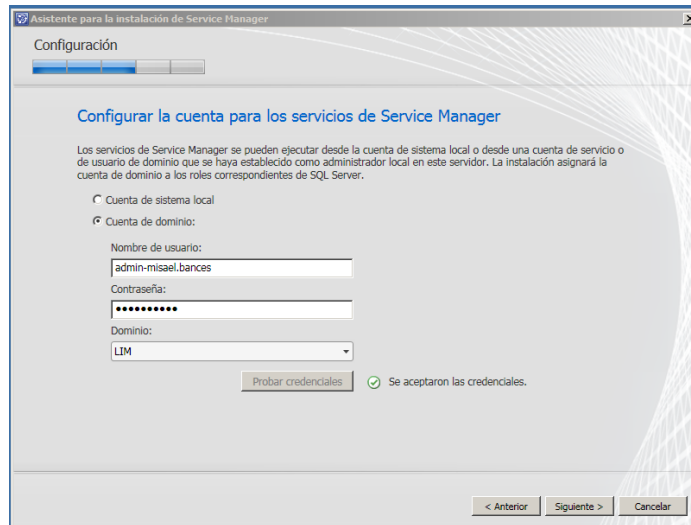 Asistente para la instalación de Service Manager
Configuración
Configurar la cuenta para los servicios de Service Manager
Los servicios de Service Manager se pueden ejecutar desde la cuenta de sistema local o desde una cuenta de servicio o
de usuario de dominio que se haya establecido como administrador local en este servidor. La instalación asignará la
cuenta de dominio a los roles correspondientes de SQL Server.
Cuenta de sistema local
Cuenta de dominio:
Nombre de usuario:
admin-misael.bances
Contraseña:
••••••••••
Dominio:
LIM
Probar credenciales Se aceptaron las credenciales.
< Anterior Siguiente > Cancelar